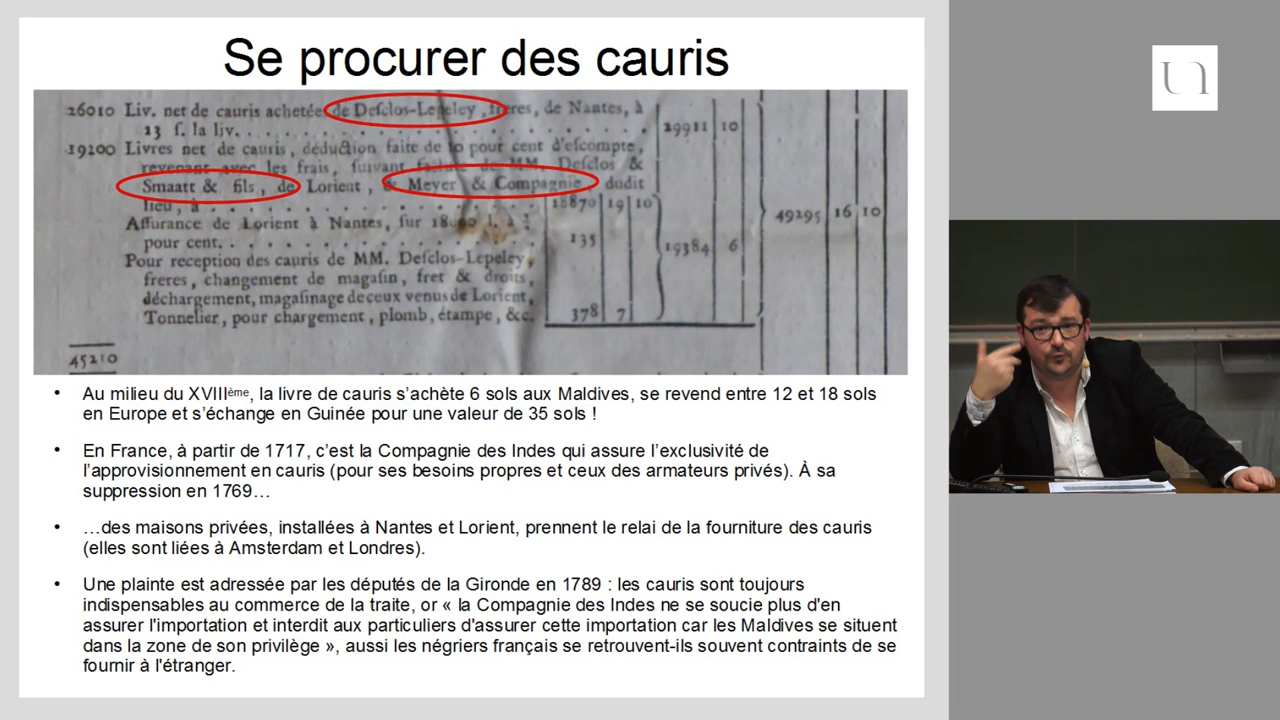 Se procurer des cauris
26010 Liv. net de cauris achetées de Desclos-Lepeley, freres, de Nantes, à
13 ſ. la liv. . . . . . . . . . . . . . 29911 10
19200 Livres net de cauris, déduction faite de 10 pour cent d'eſcompte,
revenant avec les frais, ſuivant facture de MM. Deſclos &
Smaatt & fils, de Lorient, & Meyer & Compagnie, dudit
lieu, à . . . . . . . . . . 18870 19 10
Aſſurance de Lorient à Nantes, ſur
pour cent. . . . . . . . . . 135 19384 6 49295 16 10
Pour reception des cauris de MM. Deſclos-Lepeley,
freres, changement de magaſin, fret & droits,
déchargement, magaſinage de ceux venus de Lorient,
Tonnelier, pour chargement, plomb, étampe, &c. 378 7
45210
• Au milieu du XVIIIème, la livre de cauris s’achète 6 sols aux Maldives, se revend entre 12 et 18 sols
en Europe et s’échange en Guinée pour une valeur de 35 sols !
• En France, à partir de 1717, c’est la Compagnie des Indes qui assure l’exclusivité de
l’approvisionnement en cauris (pour ses besoins propres et ceux des armateurs privés). À sa
suppression en 1769…
• …des maisons privées, installées à Nantes et Lorient, prennent le relai de la fourniture des cauris
(elles sont liées à Amsterdam et Londres).
• Une plainte est adressée par les députés de la Gironde en 1789 : les cauris sont toujours
indispensables au commerce de la traite, or « la Compagnie des Indes ne se soucie plus d'en
assurer l'importation et interdit aux particuliers d'assurer cette importation car les Maldives se situent
dans la zone de son privilège », aussi les négriers français se retrouvent-ils souvent contraints de se
fournir à l'étranger.